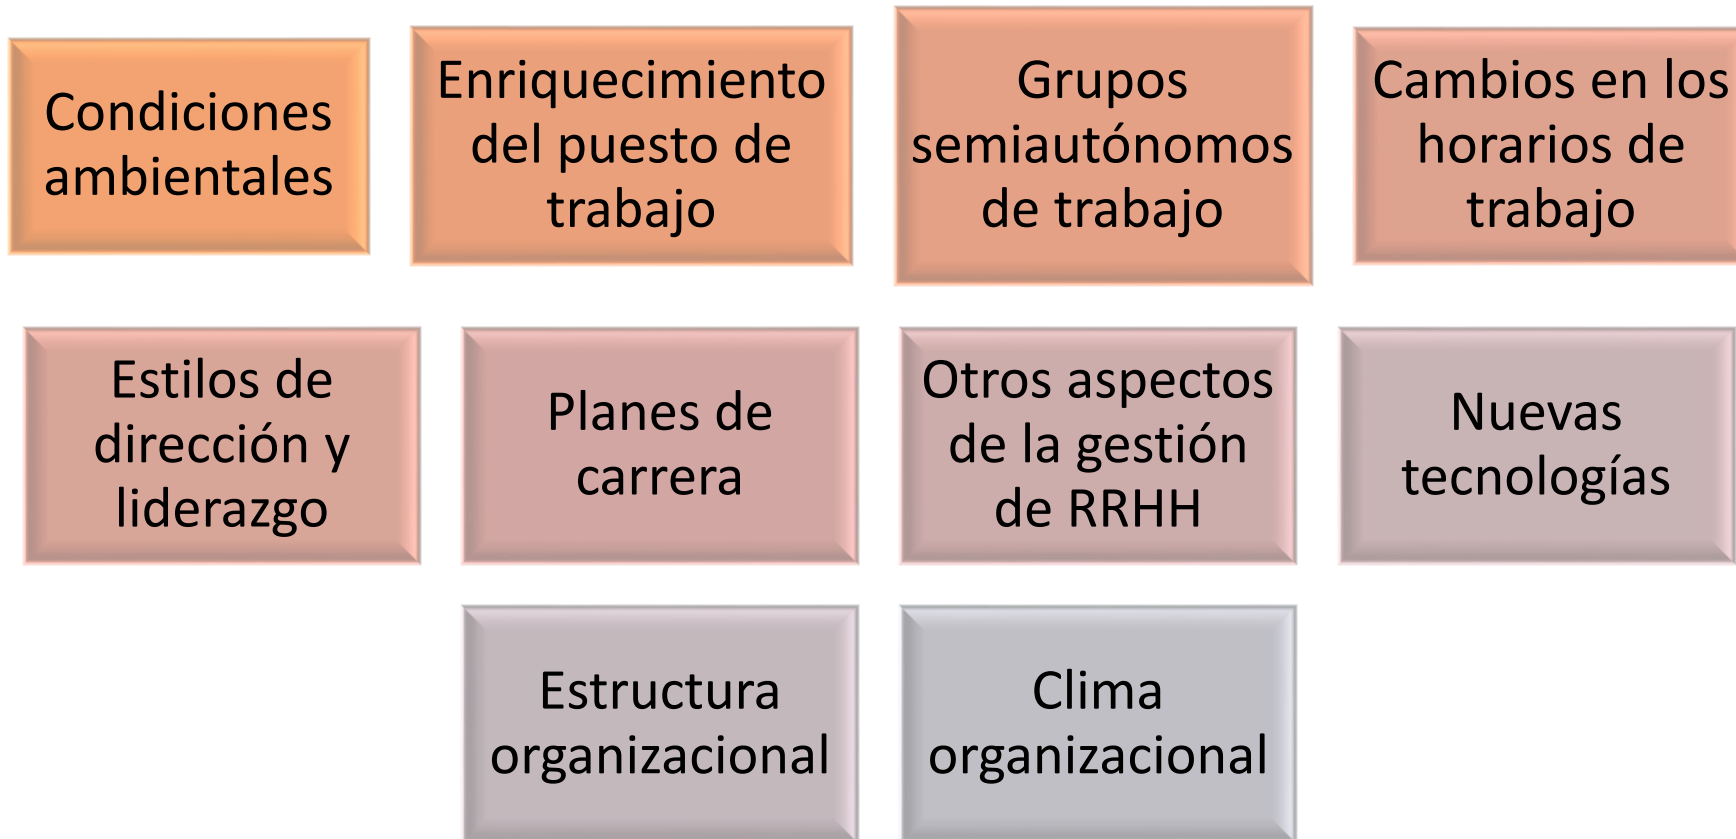 Condiciones
ambientales
Enriquecimiento
del puesto de
trabajo
Grupos
semiautónomos
de trabajo
Cambios en los
horarios de
trabajo
Estilos de
dirección y
liderazgo
Planes de
carrera
Otros aspectos
de la gestión
de RRHH
Nuevas
tecnologías
Estructura
organizacional
Clima
organizacional